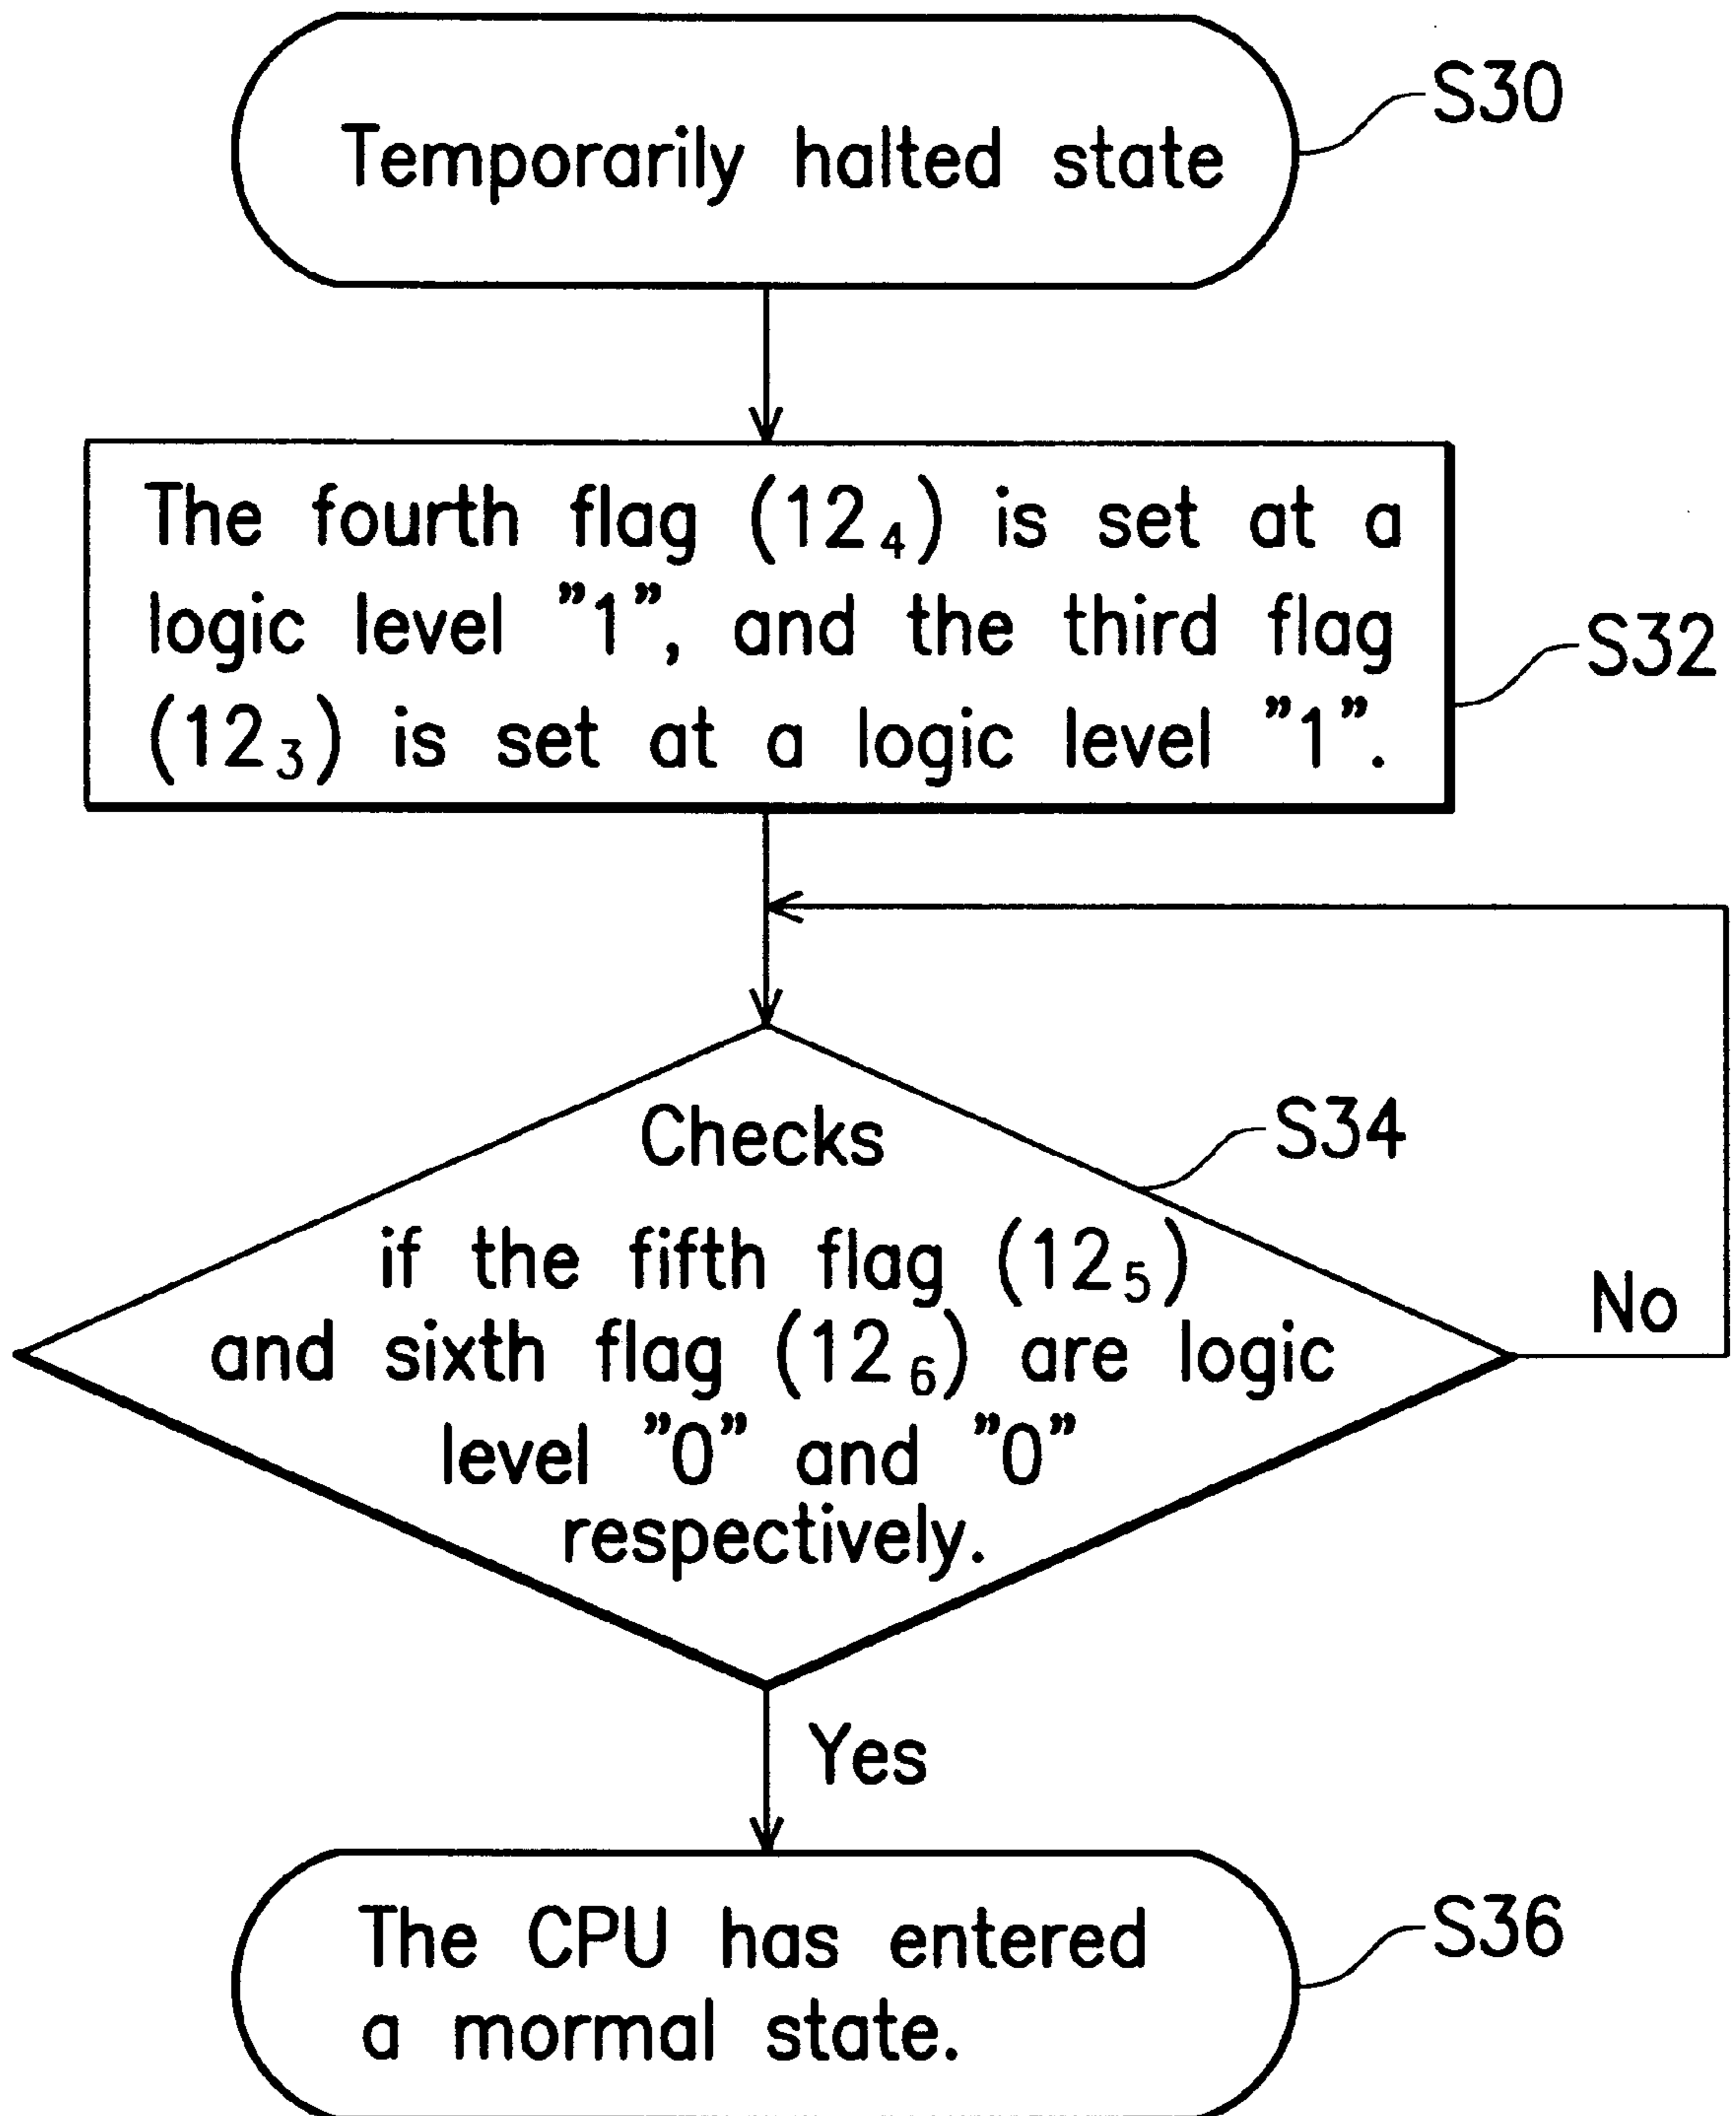 Temporarily halted state
S30
The fourth flag (12₄) is set at a
logic level "1", and the third flag
(12₃) is set at a logic level "1".
S32
Checks
S34
if the fifth flag (12₅)
and sixth flag (12₆) are logic
level "0" and "0"
respectively.
No
Yes
The CPU has entered
a mormal state.
S36